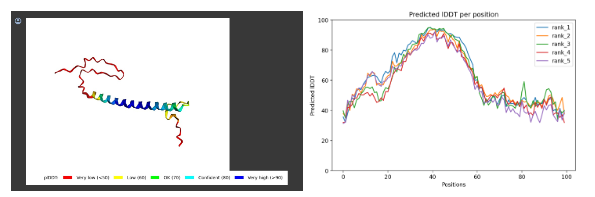 plDDT: Very low (<50) Low (60) OK (70) Confident (80) Very high (>90)
Predicted lDDT per position
Predicted lDDT
100
80
60
40
20
0
0 20 40 60 80 100
Positions
rank_1
rank_2
rank_3
rank_4
rank_5